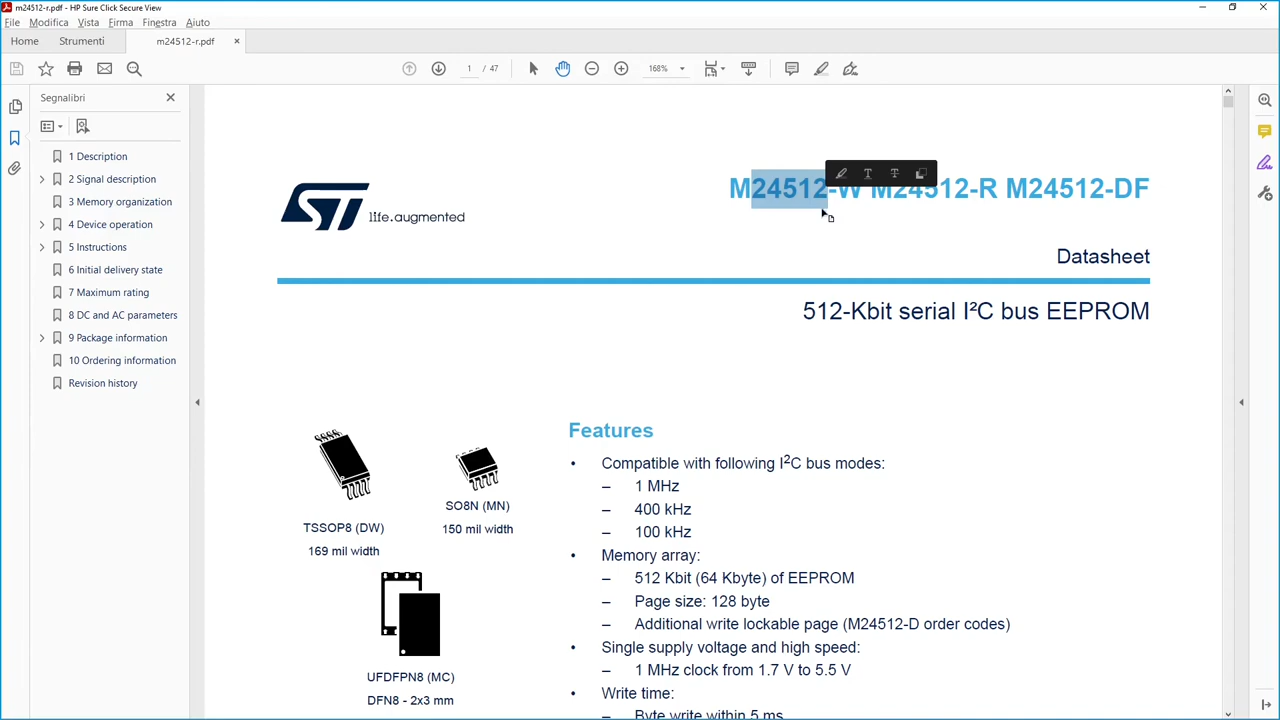 m24512-r.pdf - HP Sure Click Secure View
File Modifica Vista Firma Finestra Aiuto
Home Strumenti m24512-r.pdf
1 / 47 168%
Segnalibri
1 Description
2 Signal description
3 Memory organization
4 Device operation
5 Instructions
6 Initial delivery state
7 Maximum rating
8 DC and AC parameters
9 Package information
10 Ordering information
Revision history
ST life.augmented
M24512-W M24512-R M24512-DF
Datasheet
512-Kbit serial I²C bus EEPROM
TSSOP8 (DW)
169 mil width
SO8N (MN)
150 mil width
UFDFPN8 (MC)
DFN8 - 2x3 mm
Features
• Compatible with following I²C bus modes:
– 1 MHz
– 400 kHz
– 100 kHz
• Memory array:
– 512 Kbit (64 Kbyte) of EEPROM
– Page size: 128 byte
– Additional write lockable page (M24512-D order codes)
• Single supply voltage and high speed:
– 1 MHz clock from 1.7 V to 5.5 V
• Write time:
– Byte write within 5 ms